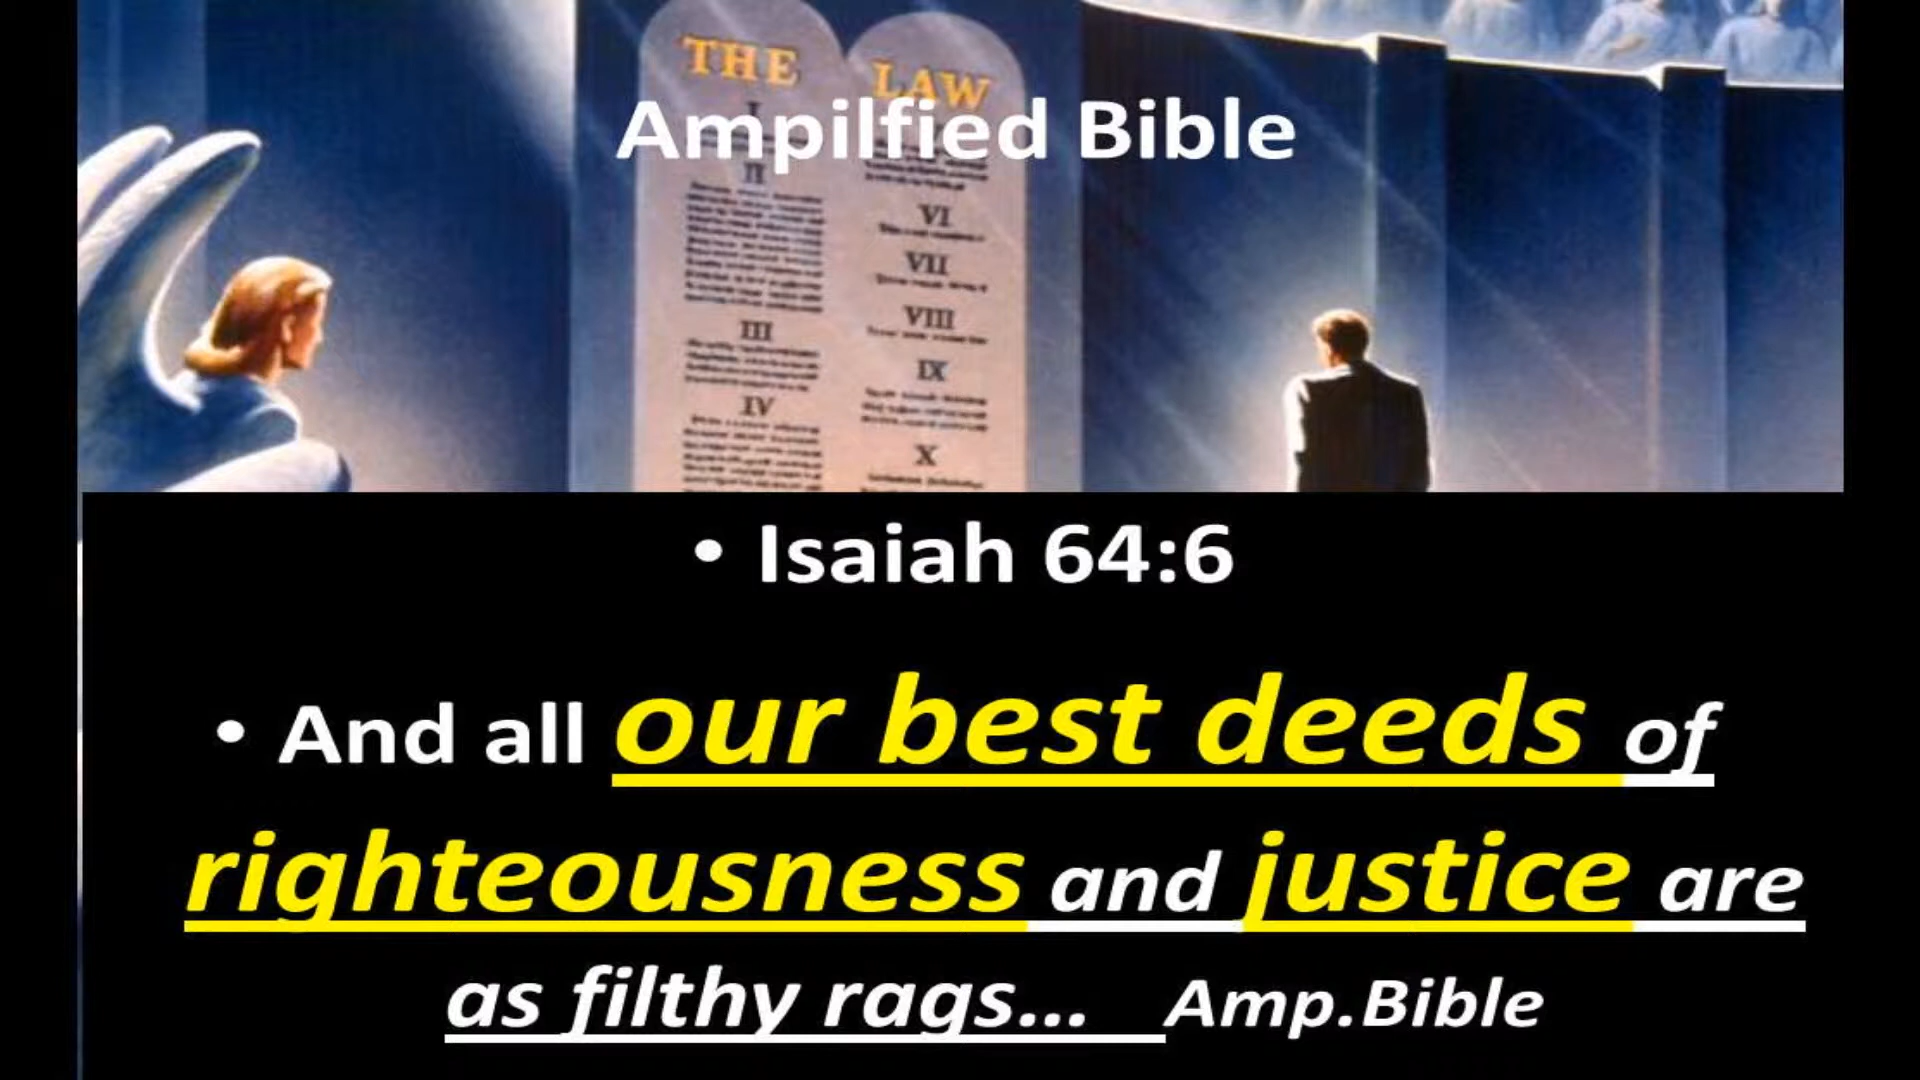 THE LAW
Ampilfied Bible
I
II
VI
VII
VIII
III
IX
IV
X
• Isaiah 64:6
• And all our best deeds of
righteousness and justice are
as filthy rags... Amp.Bible